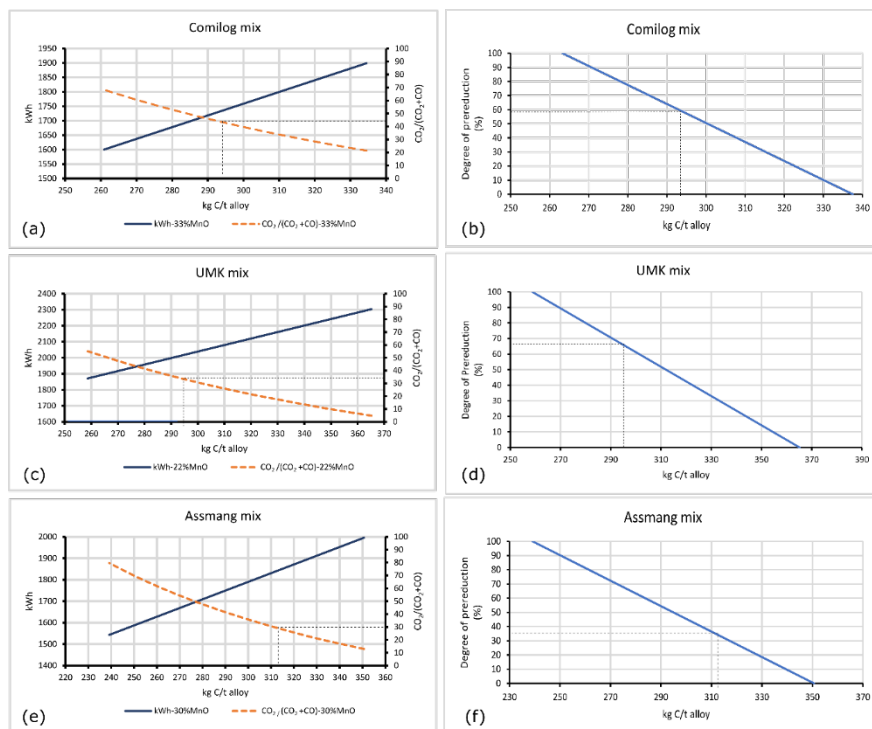 Comilog mix
kWh
1950
1900
1850
1800
1750
1700
1650
1600
1550
1500
250 260 270 280 290 300 310 320 330 340
100
90
80
70
60
50
40
30
20
10
0
CO₂/(CO₂+CO)
kg C/t alloy
kWh-33%MnO CO₂ /(CO₂ +CO)-33%MnO
(a)
Comilog mix
Degree of prereduction
(%)
100
90
80
70
60
50
40
30
20
10
0
250 260 270 280 290 300 310 320 330 340
kg C/t alloy
(b)
UMK mix
kWh
2400
2300
2200
2100
2000
1900
1800
1700
1600
250 260 270 280 290 300 310 320 330 340 350 360 370
100
90
80
70
60
50
40
30
20
10
0
CO₂/(CO₂+CO)
kg C/t alloy
kWh-22%MnO CO₂ /(CO₂ +CO)-22%MnO
(c)
UMK mix
Degree of Prereduction
(%)
100
90
80
70
60
50
40
30
20
10
0
250 270 290 310 330 350 370 390
kg C/t alloy
(d)
Assmang mix
kWh
2000
1900
1800
1700
1600
1500
1400
220 230 240 250 260 270 280 290 300 310 320 330 340 350 360
100
90
80
70
60
50
40
30
20
10
0
CO₂/(CO₂+CO)
kg C/t alloy
kWh-30%MnO CO₂ /(CO₂ +CO)-30%MnO
(e)
Assmang mix
Degree of prereduction
(%)
100
90
80
70
60
50
40
30
20
10
0
230 250 270 290 310 330 350 370
kg C/t alloy
(f)